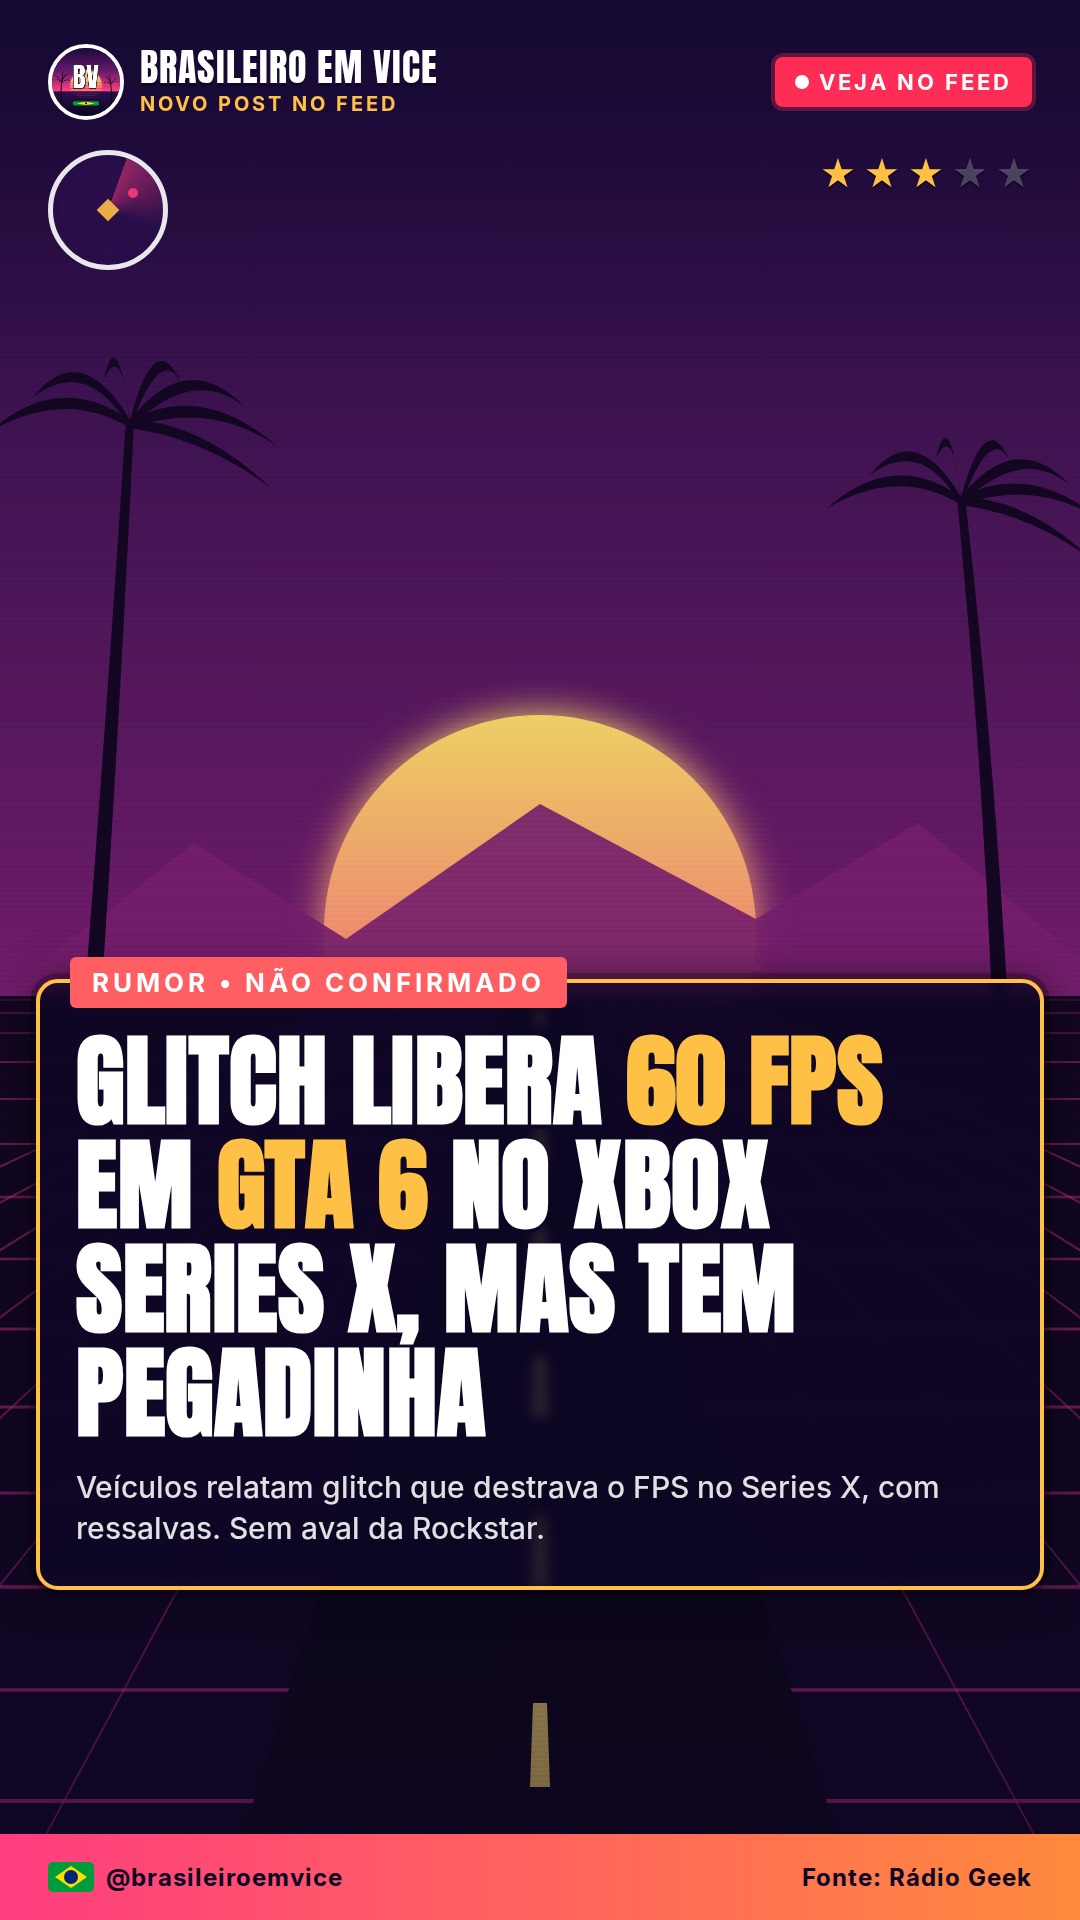 BV
BRASILEIRO EM VICE
NOVO POST NO FEED
VEJA NO FEED
RUMOR • NÃO CONFIRMADO
GLITCH LIBERA 60 FPS
EM GTA 6 NO XBOX
SERIES X, MAS TEM
PEGADINHA
Veículos relatam glitch que destrava o FPS no Series X, com
ressalvas. Sem aval da Rockstar.
@brasileiroemvice
Fonte: Rádio Geek